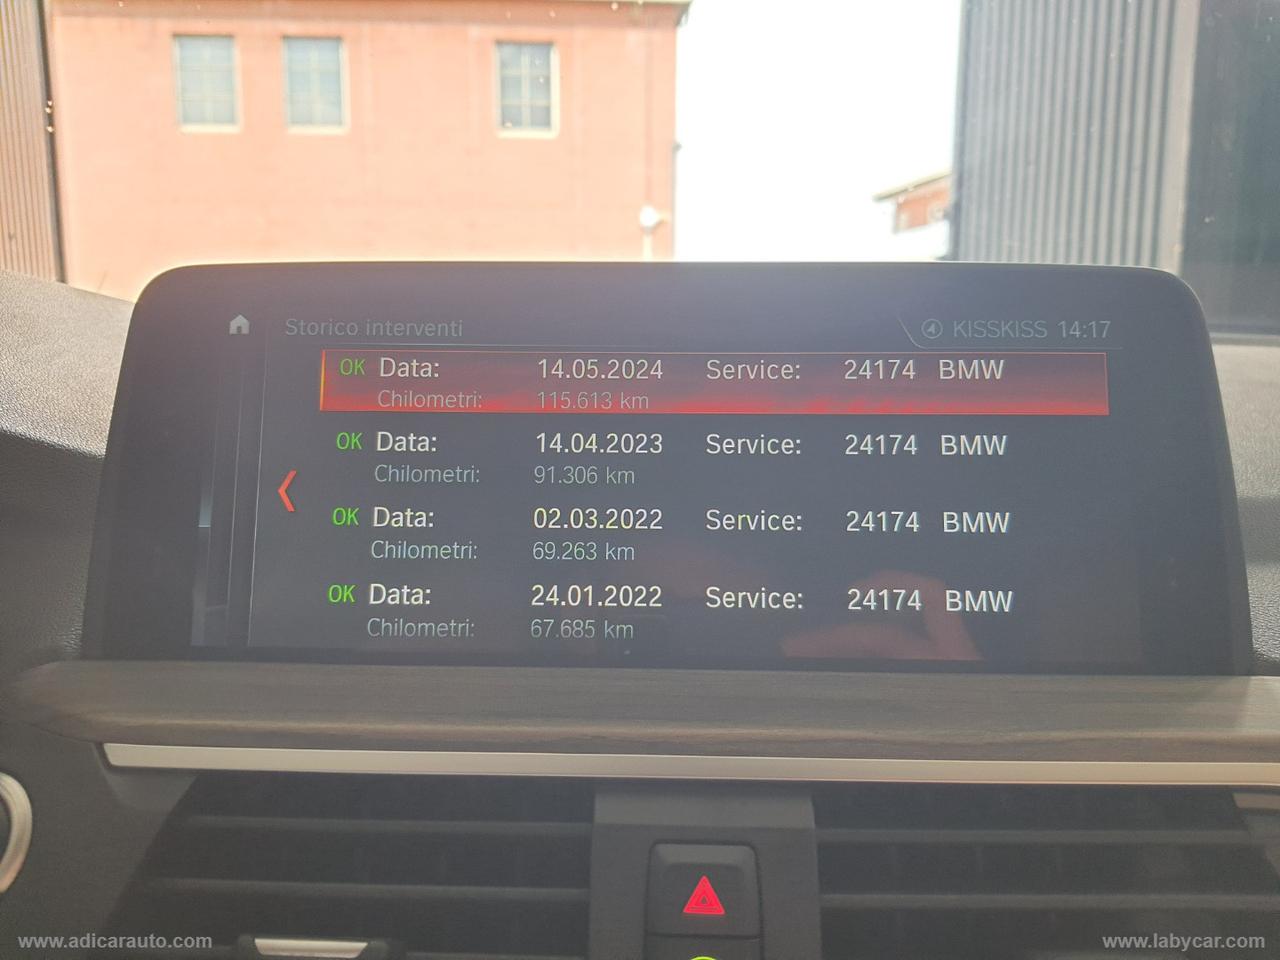 Storico interventi KISSKISS 14:17
OK Data: 14.05.2024 Service: 24174 BMW
Chilometri: 115.613 km
OK Data: 14.04.2023 Service: 24174 BMW
Chilometri: 91.306 km
OK Data: 02.03.2022 Service: 24174 BMW
Chilometri: 69.263 km
OK Data: 24.01.2022 Service: 24174 BMW
Chilometri: 67.685 km
www.adicarauto.com www.labycar.com